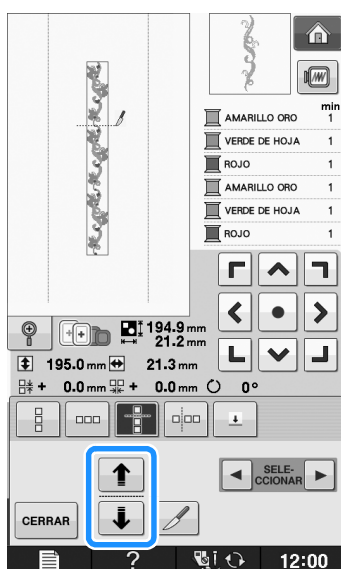 min
AMARILLO ORO 1
VERDE DE HOJA 1
ROJO 1
AMARILLO ORO 1
VERDE DE HOJA 1
ROJO 1
194.9 mm
21.2 mm
195.0 mm 21.3 mm
+ 0.0 mm + 0.0 mm 0°
SELE-
CCIONAR
CERRAR
? 12:00